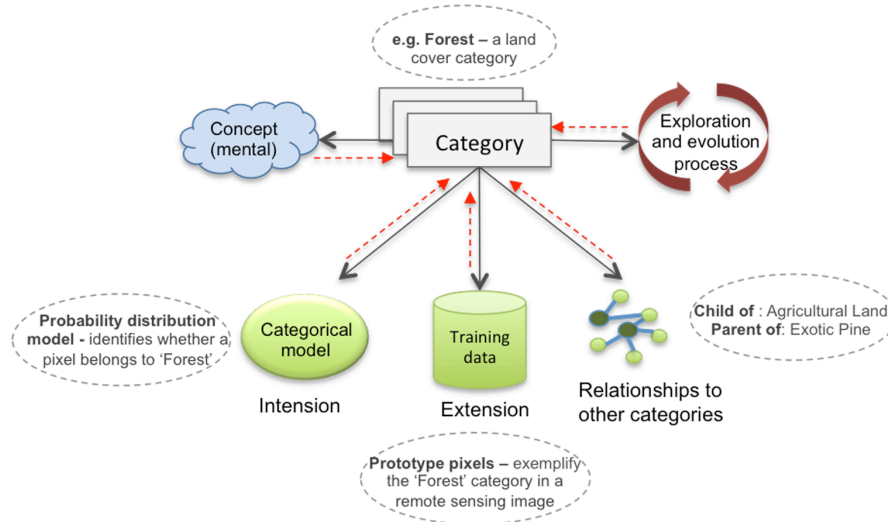 e.g. Forest – a land
cover category
Concept
(mental)
Category
Exploration
and evolution
process
Probability distribution
model - identifies whether a
pixel belongs to ‘Forest’
Categorical
model
Intension
Training
data
Extension
Relationships to
other categories
Child of : Agricultural Land
Parent of: Exotic Pine
Prototype pixels – exemplify
the ‘Forest’ category in a
remote sensing image